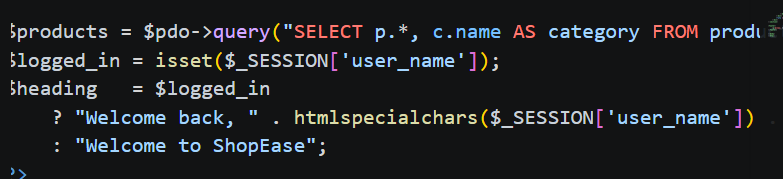 $products = $pdo->query("SELECT p.*, c.name AS category FROM produ
$logged_in = isset($_SESSION['user_name']);
$heading   = $logged_in
? "Welcome back, " . htmlspecialchars($_SESSION['user_name']) .
: "Welcome to ShopEase";
?>